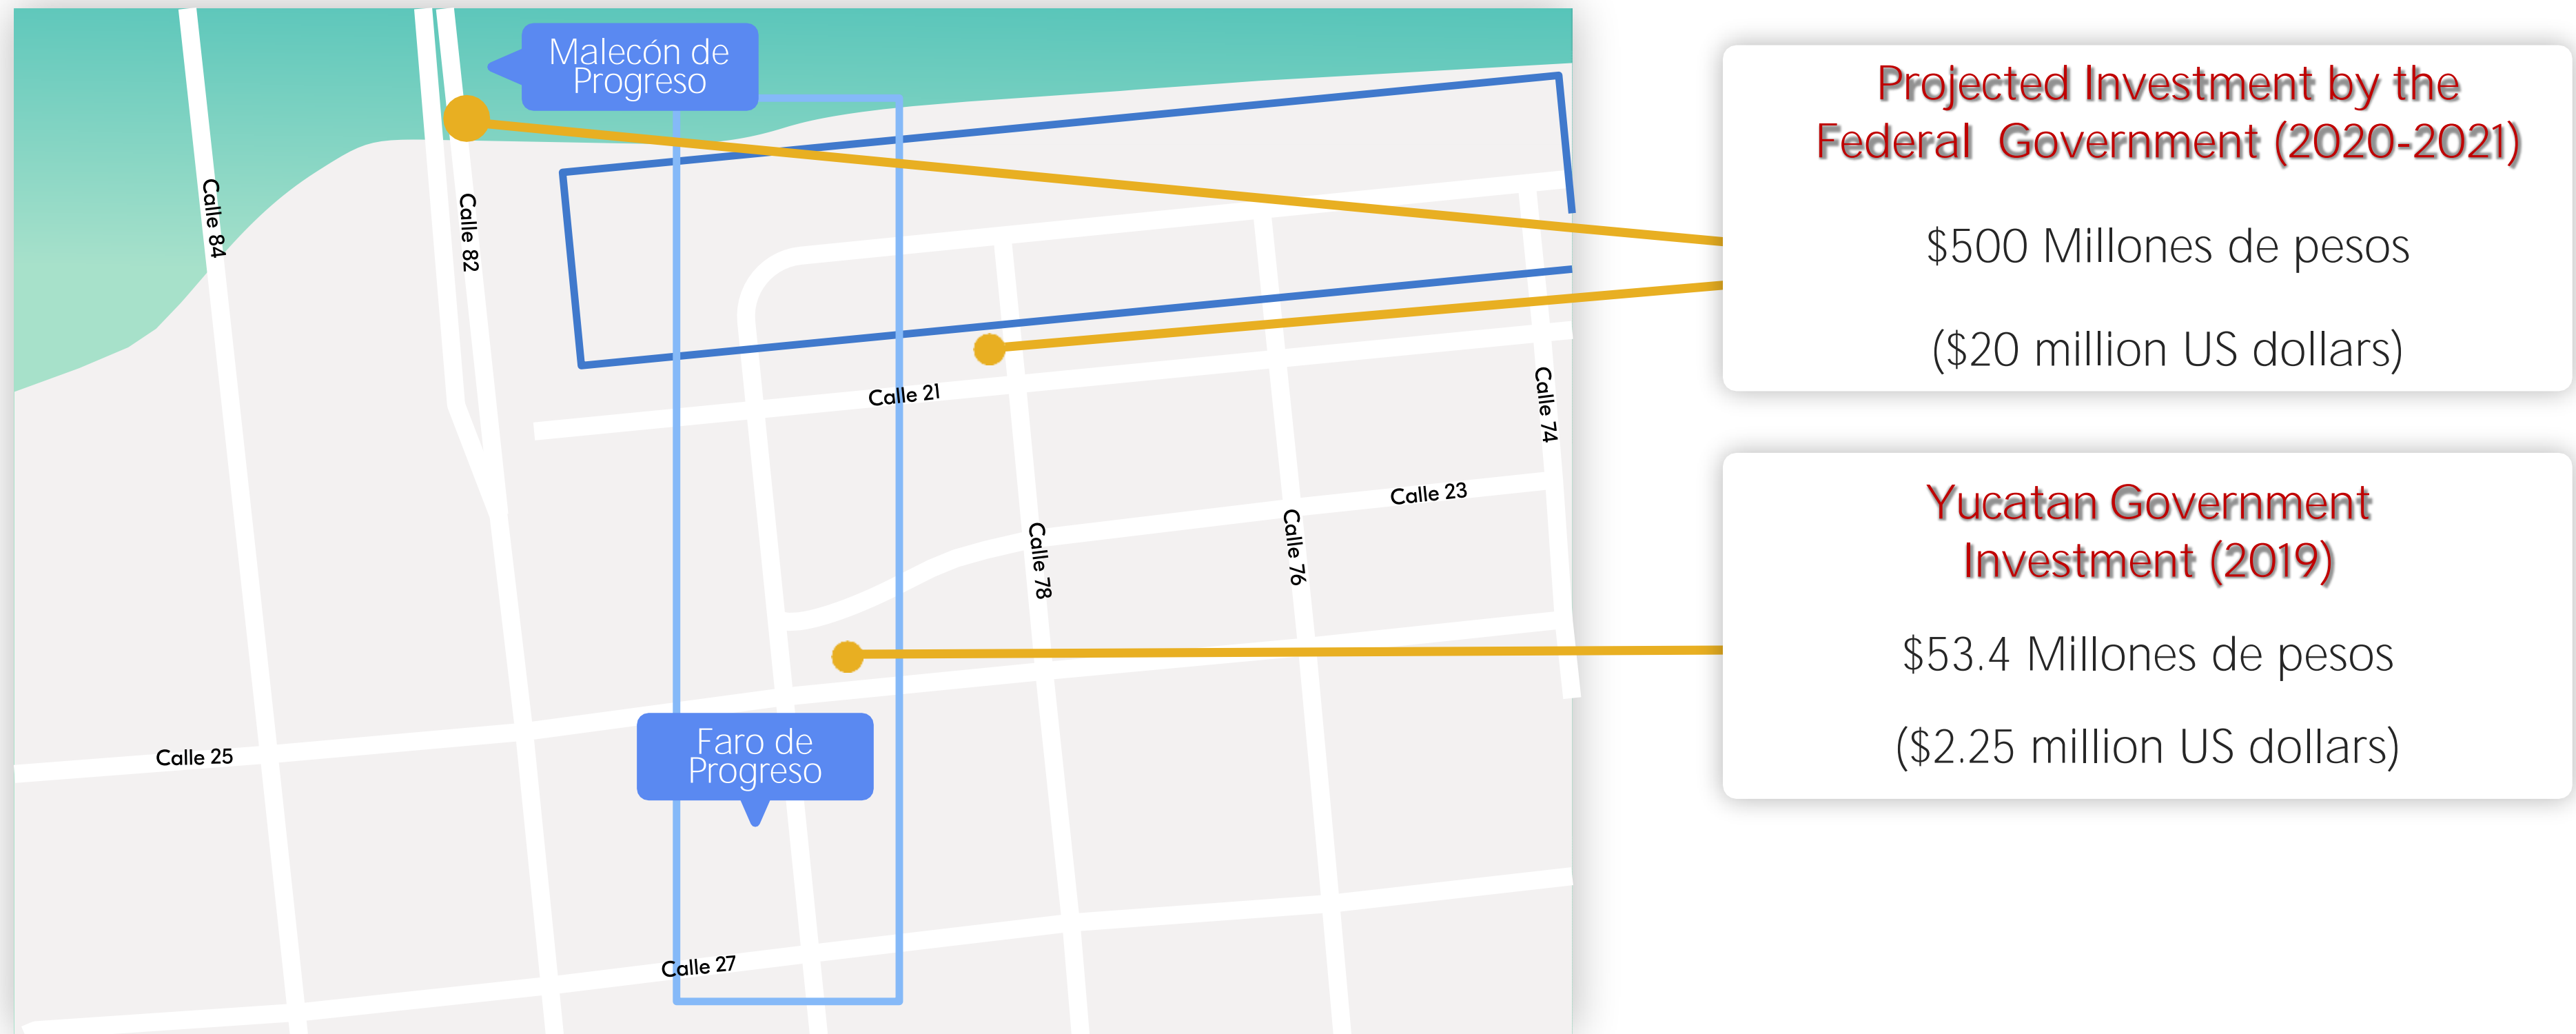 Malecón de
Progreso
Calle 84
Calle 82
Calle 21
Calle 74
Calle 23
Calle 78
Calle 76
Calle 25
Faro de
Progreso
Calle 27
Projected Investment by the
Federal Government (2020-2021)
$500 Millones de pesos
($20 million US dollars)
Yucatan Government
Investment (2019)
$53.4 Millones de pesos
($2.25 million US dollars)